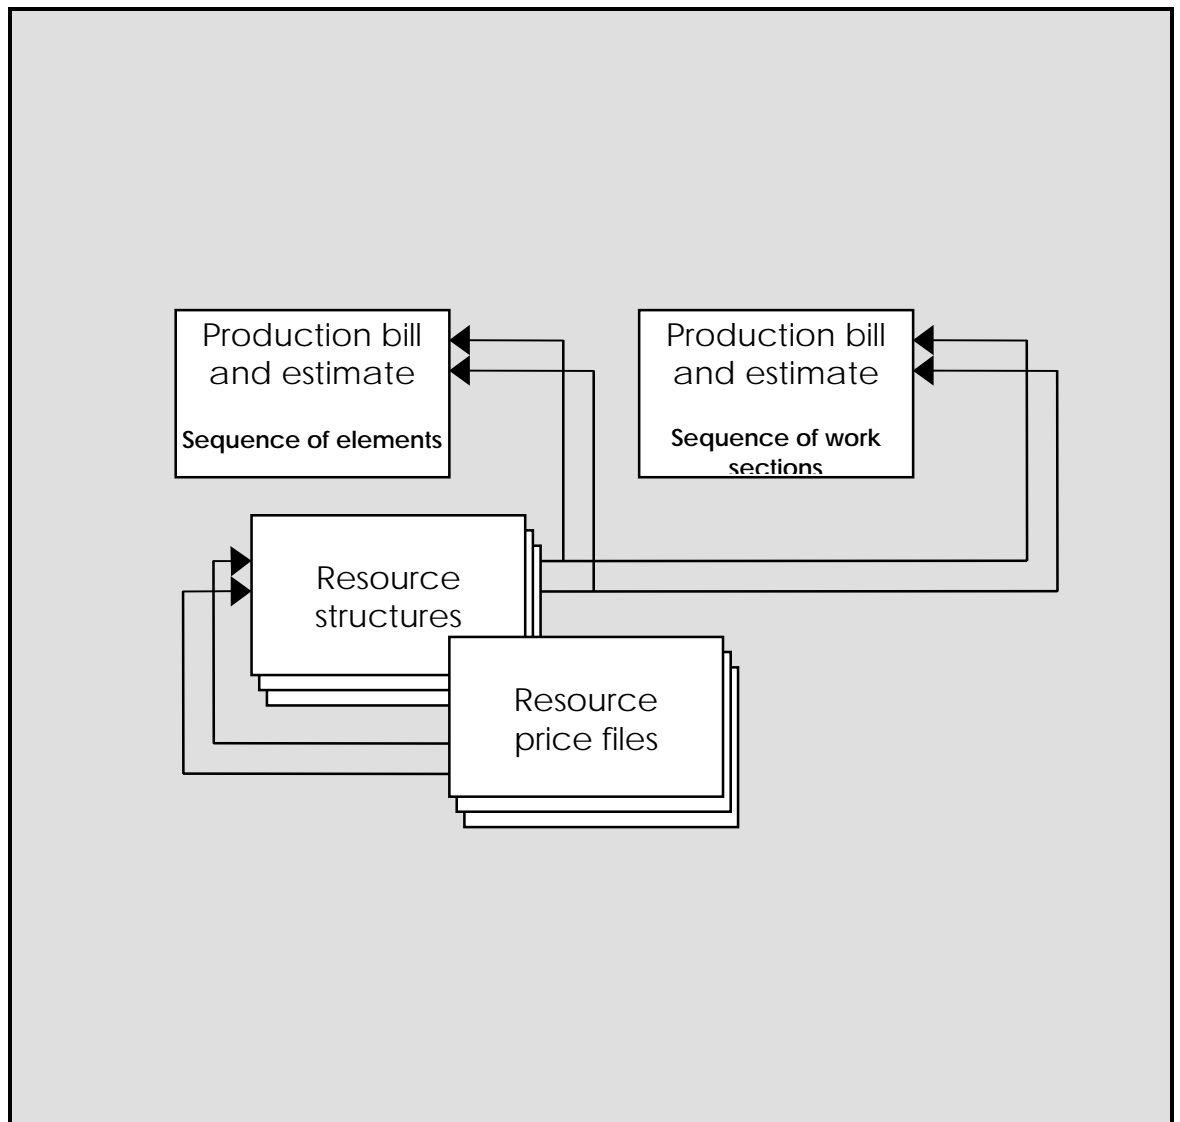 Production bill
and estimate
Sequence of elements
Production bill
and estimate
Sequence of work
sections
Resource
structures
Resource
price files